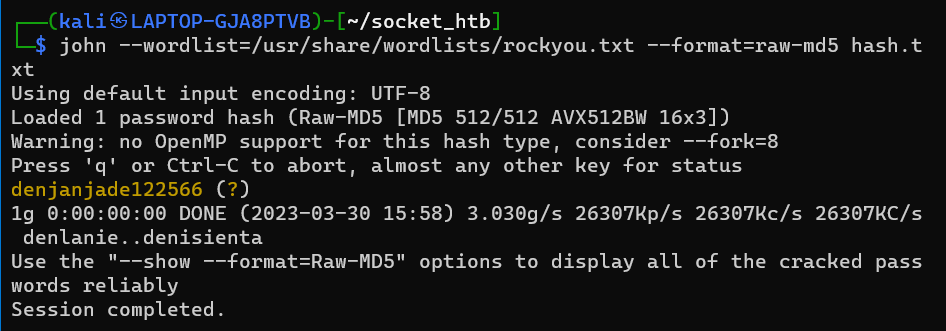 ┌──(kali㉿LAPTOP-GJA8PTVB)-[~/socket_htb]
└─$ john --wordlist=/usr/share/wordlists/rockyou.txt --format=raw-md5 hash.t
xt
Using default input encoding: UTF-8
Loaded 1 password hash (Raw-MD5 [MD5 512/512 AVX512BW 16x3])
Warning: no OpenMP support for this hash type, consider --fork=8
Press 'q' or Ctrl-C to abort, almost any other key for status
denjanjade122566 (?)
1g 0:00:00:00 DONE (2023-03-30 15:58) 3.030g/s 26307Kp/s 26307Kc/s 26307KC/s
 denlanie..denisienta
Use the "--show --format=Raw-MD5" options to display all of the cracked pass
words reliably
Session completed.